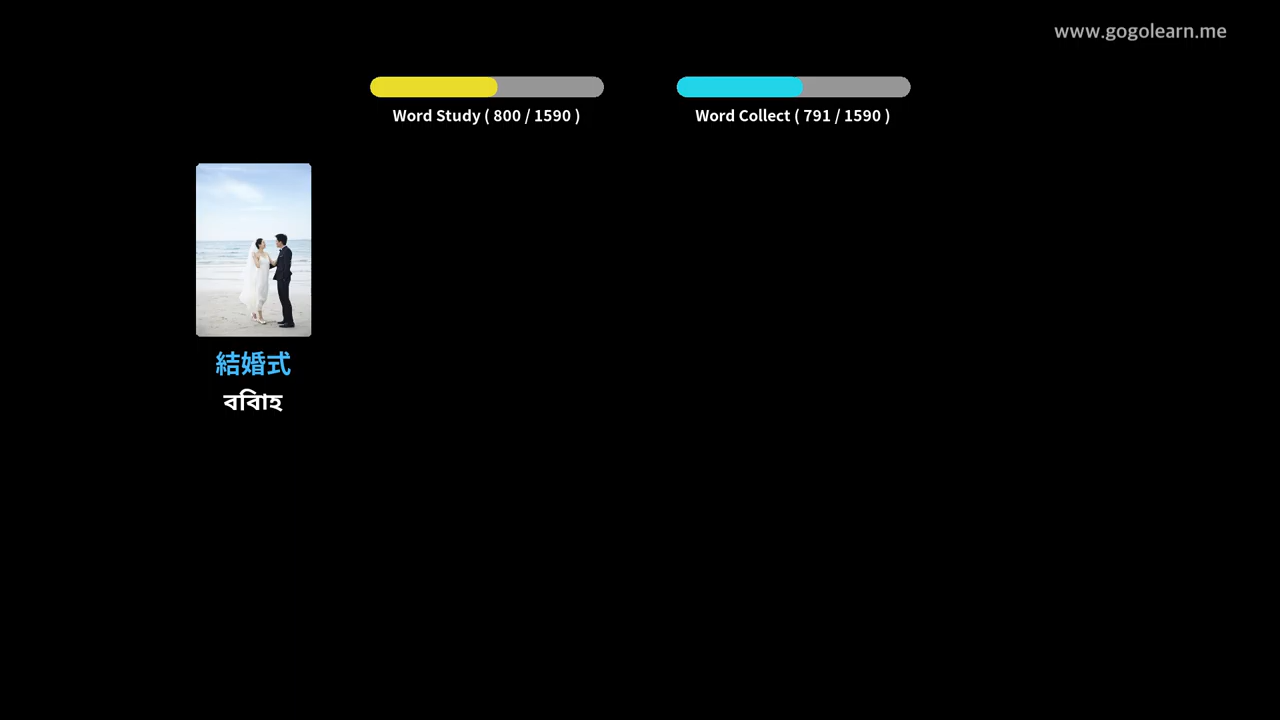 www.gogolearn.me
Word Study ( 800 / 1590 )
Word Collect ( 791 / 1590 )
結婚式
ববিাহ